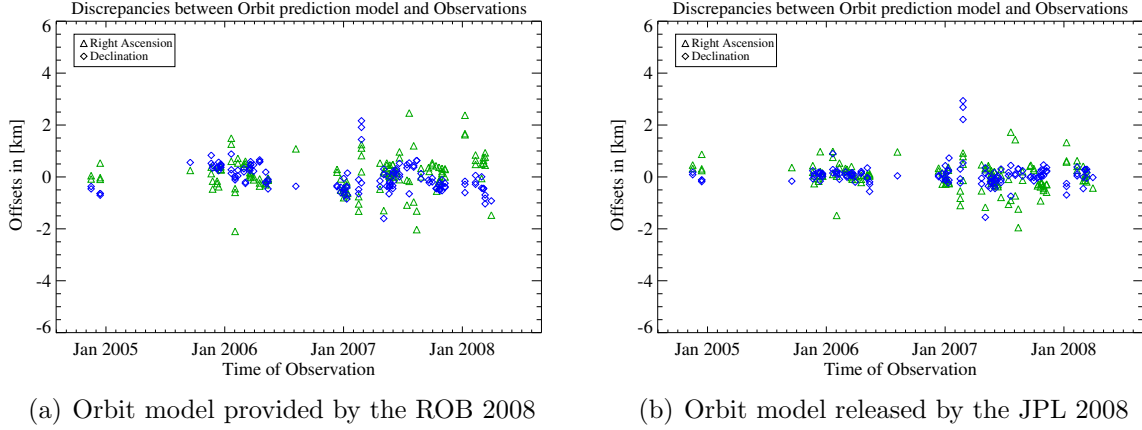 Discrepancies between Orbit prediction model and Observations
6
4
2
0
-2
-4
-6
Offsets in [km]
Right Ascension
Declination
Jan 2005
Jan 2006
Jan 2007
Jan 2008
Time of Observation
(a) Orbit model provided by the ROB 2008
Discrepancies between Orbit prediction model and Observations
6
4
2
0
-2
-4
-6
Offsets in [km]
Right Ascension
Declination
Jan 2005
Jan 2006
Jan 2007
Jan 2008
Time of Observation
(b) Orbit model released by the JPL 2008